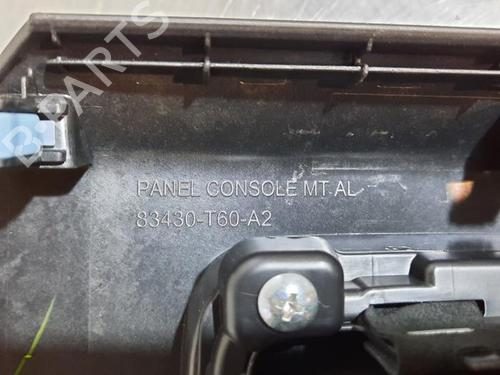 B-PARTS
PANEL CONSOLE MT.AL
83430-T60-A2